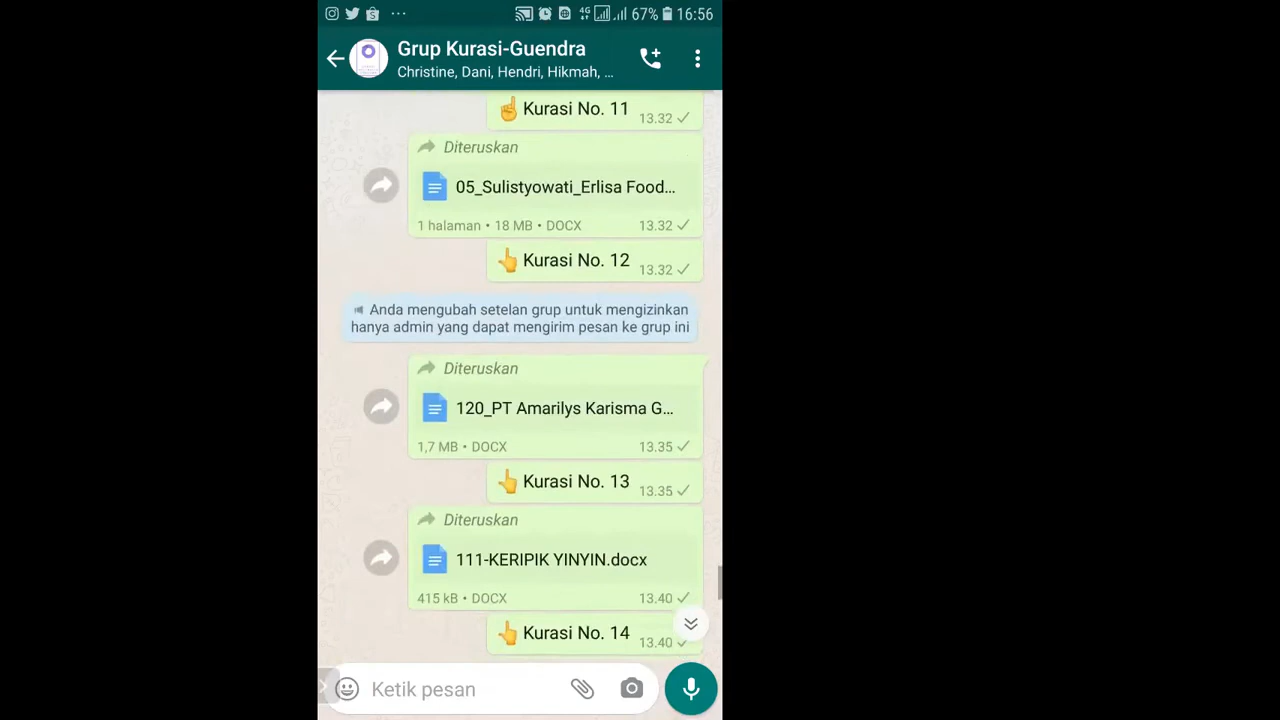 67% 16:56
4G
Grup Kurasi-Guendra
Christine, Dani, Hendri, Hikmah, ...
Kurasi No. 11
13.32
Diteruskan
05_Sulistyowati_Erlisa Food...
1 halaman • 18 MB • DOCX 13.32
Kurasi No. 12
13.32
Anda mengubah setelan grup untuk mengizinkan
hanya admin yang dapat mengirim pesan ke grup ini
Diteruskan
120_PT Amarilys Karisma G...
1,7 MB • DOCX 13.35
Kurasi No. 13
13.35
Diteruskan
111-KERIPIK YINYIN.docx
415 kB • DOCX 13.40
Kurasi No. 14
13.40
Ketik pesan